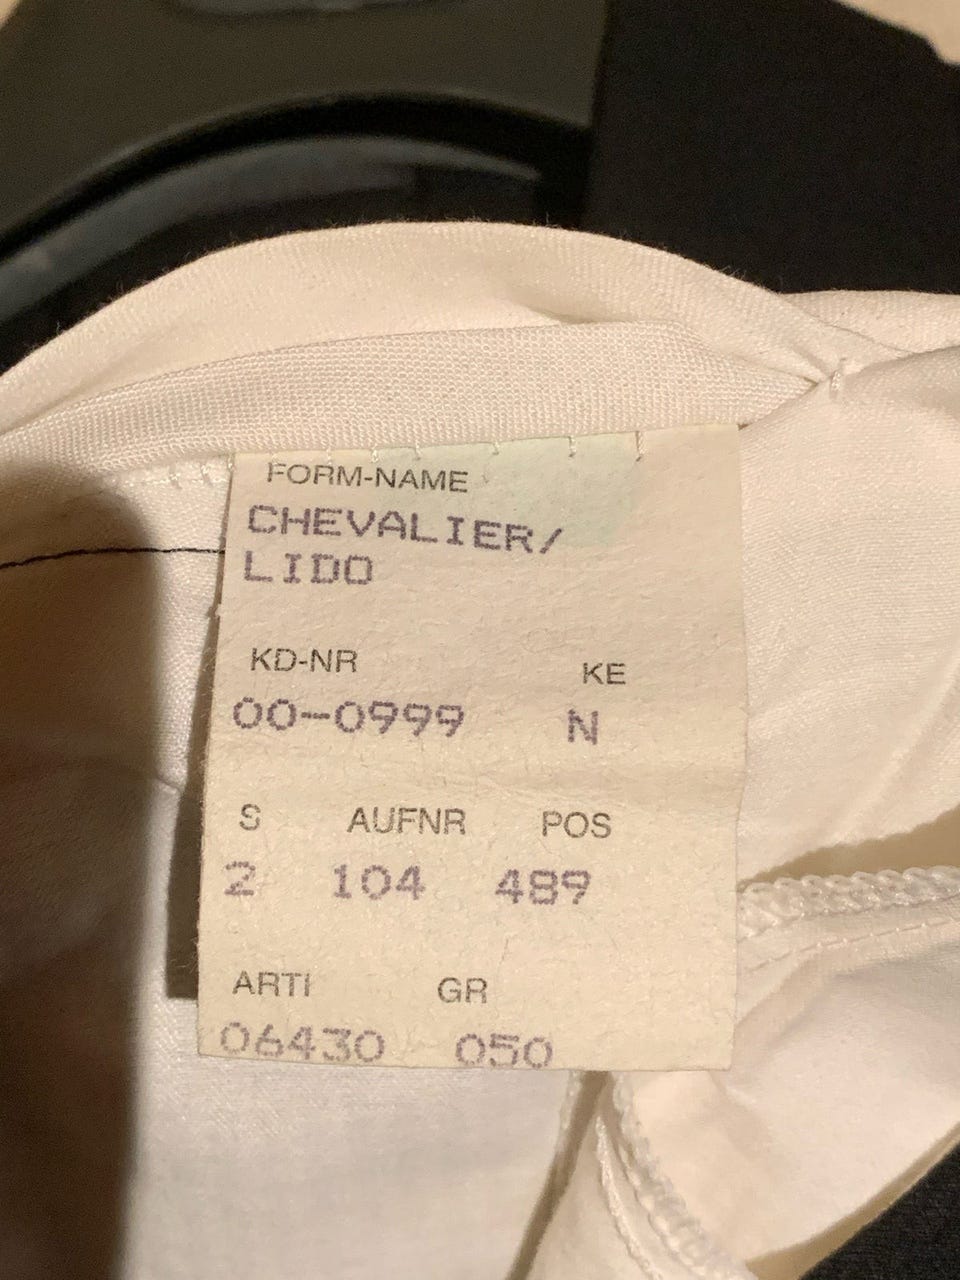 FORM-NAME
CHEVALIER/
LIDO
KD-NR KE
00-0999 N
S AUFNR POS
2 104 489
ARTI GR
06430 050